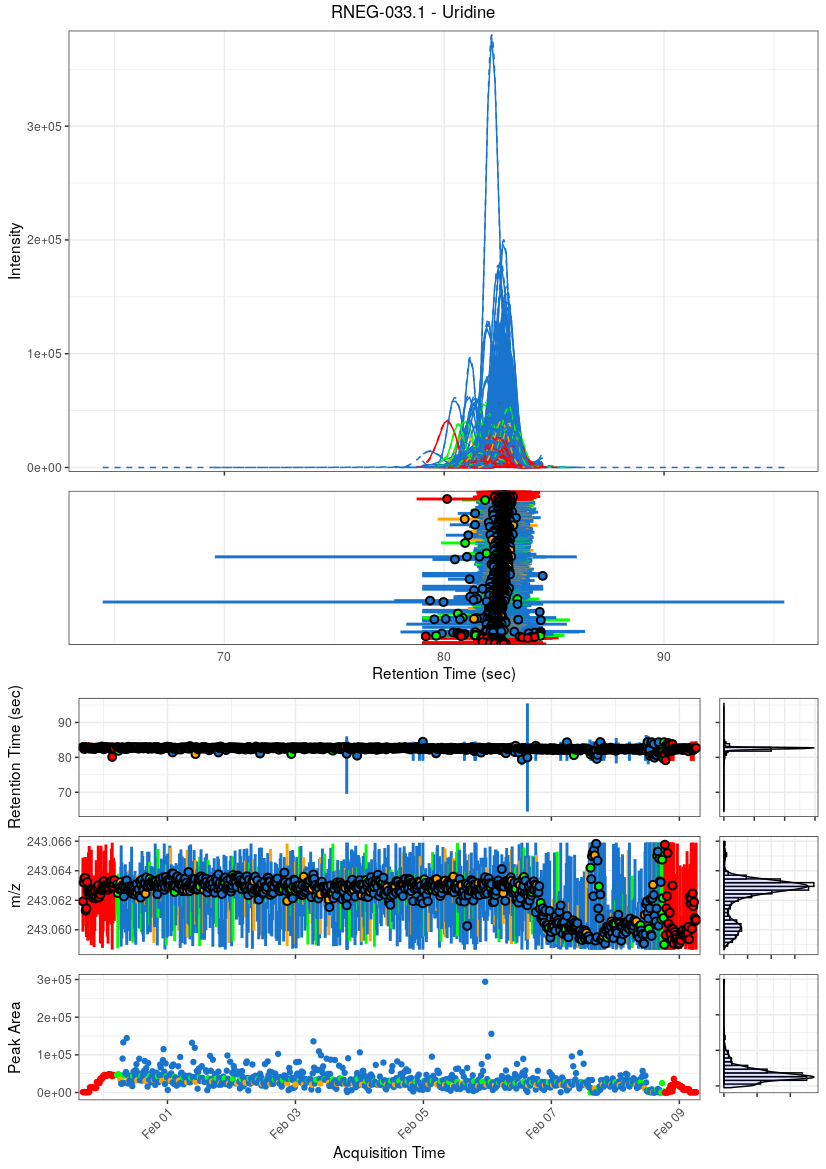 RNEG-033.1 - Uridine
3e+05
2e+05
1e+05
0e+00
Intensity
70
80
90
Retention Time (sec)
90
80
70
Retention Time (sec)
243.066
243.064
243.062
243.060
m/z
3e+05
2e+05
1e+05
0e+00
Peak Area
Feb 01
Feb 03
Feb 05
Feb 07
Feb 09
Acquisition Time